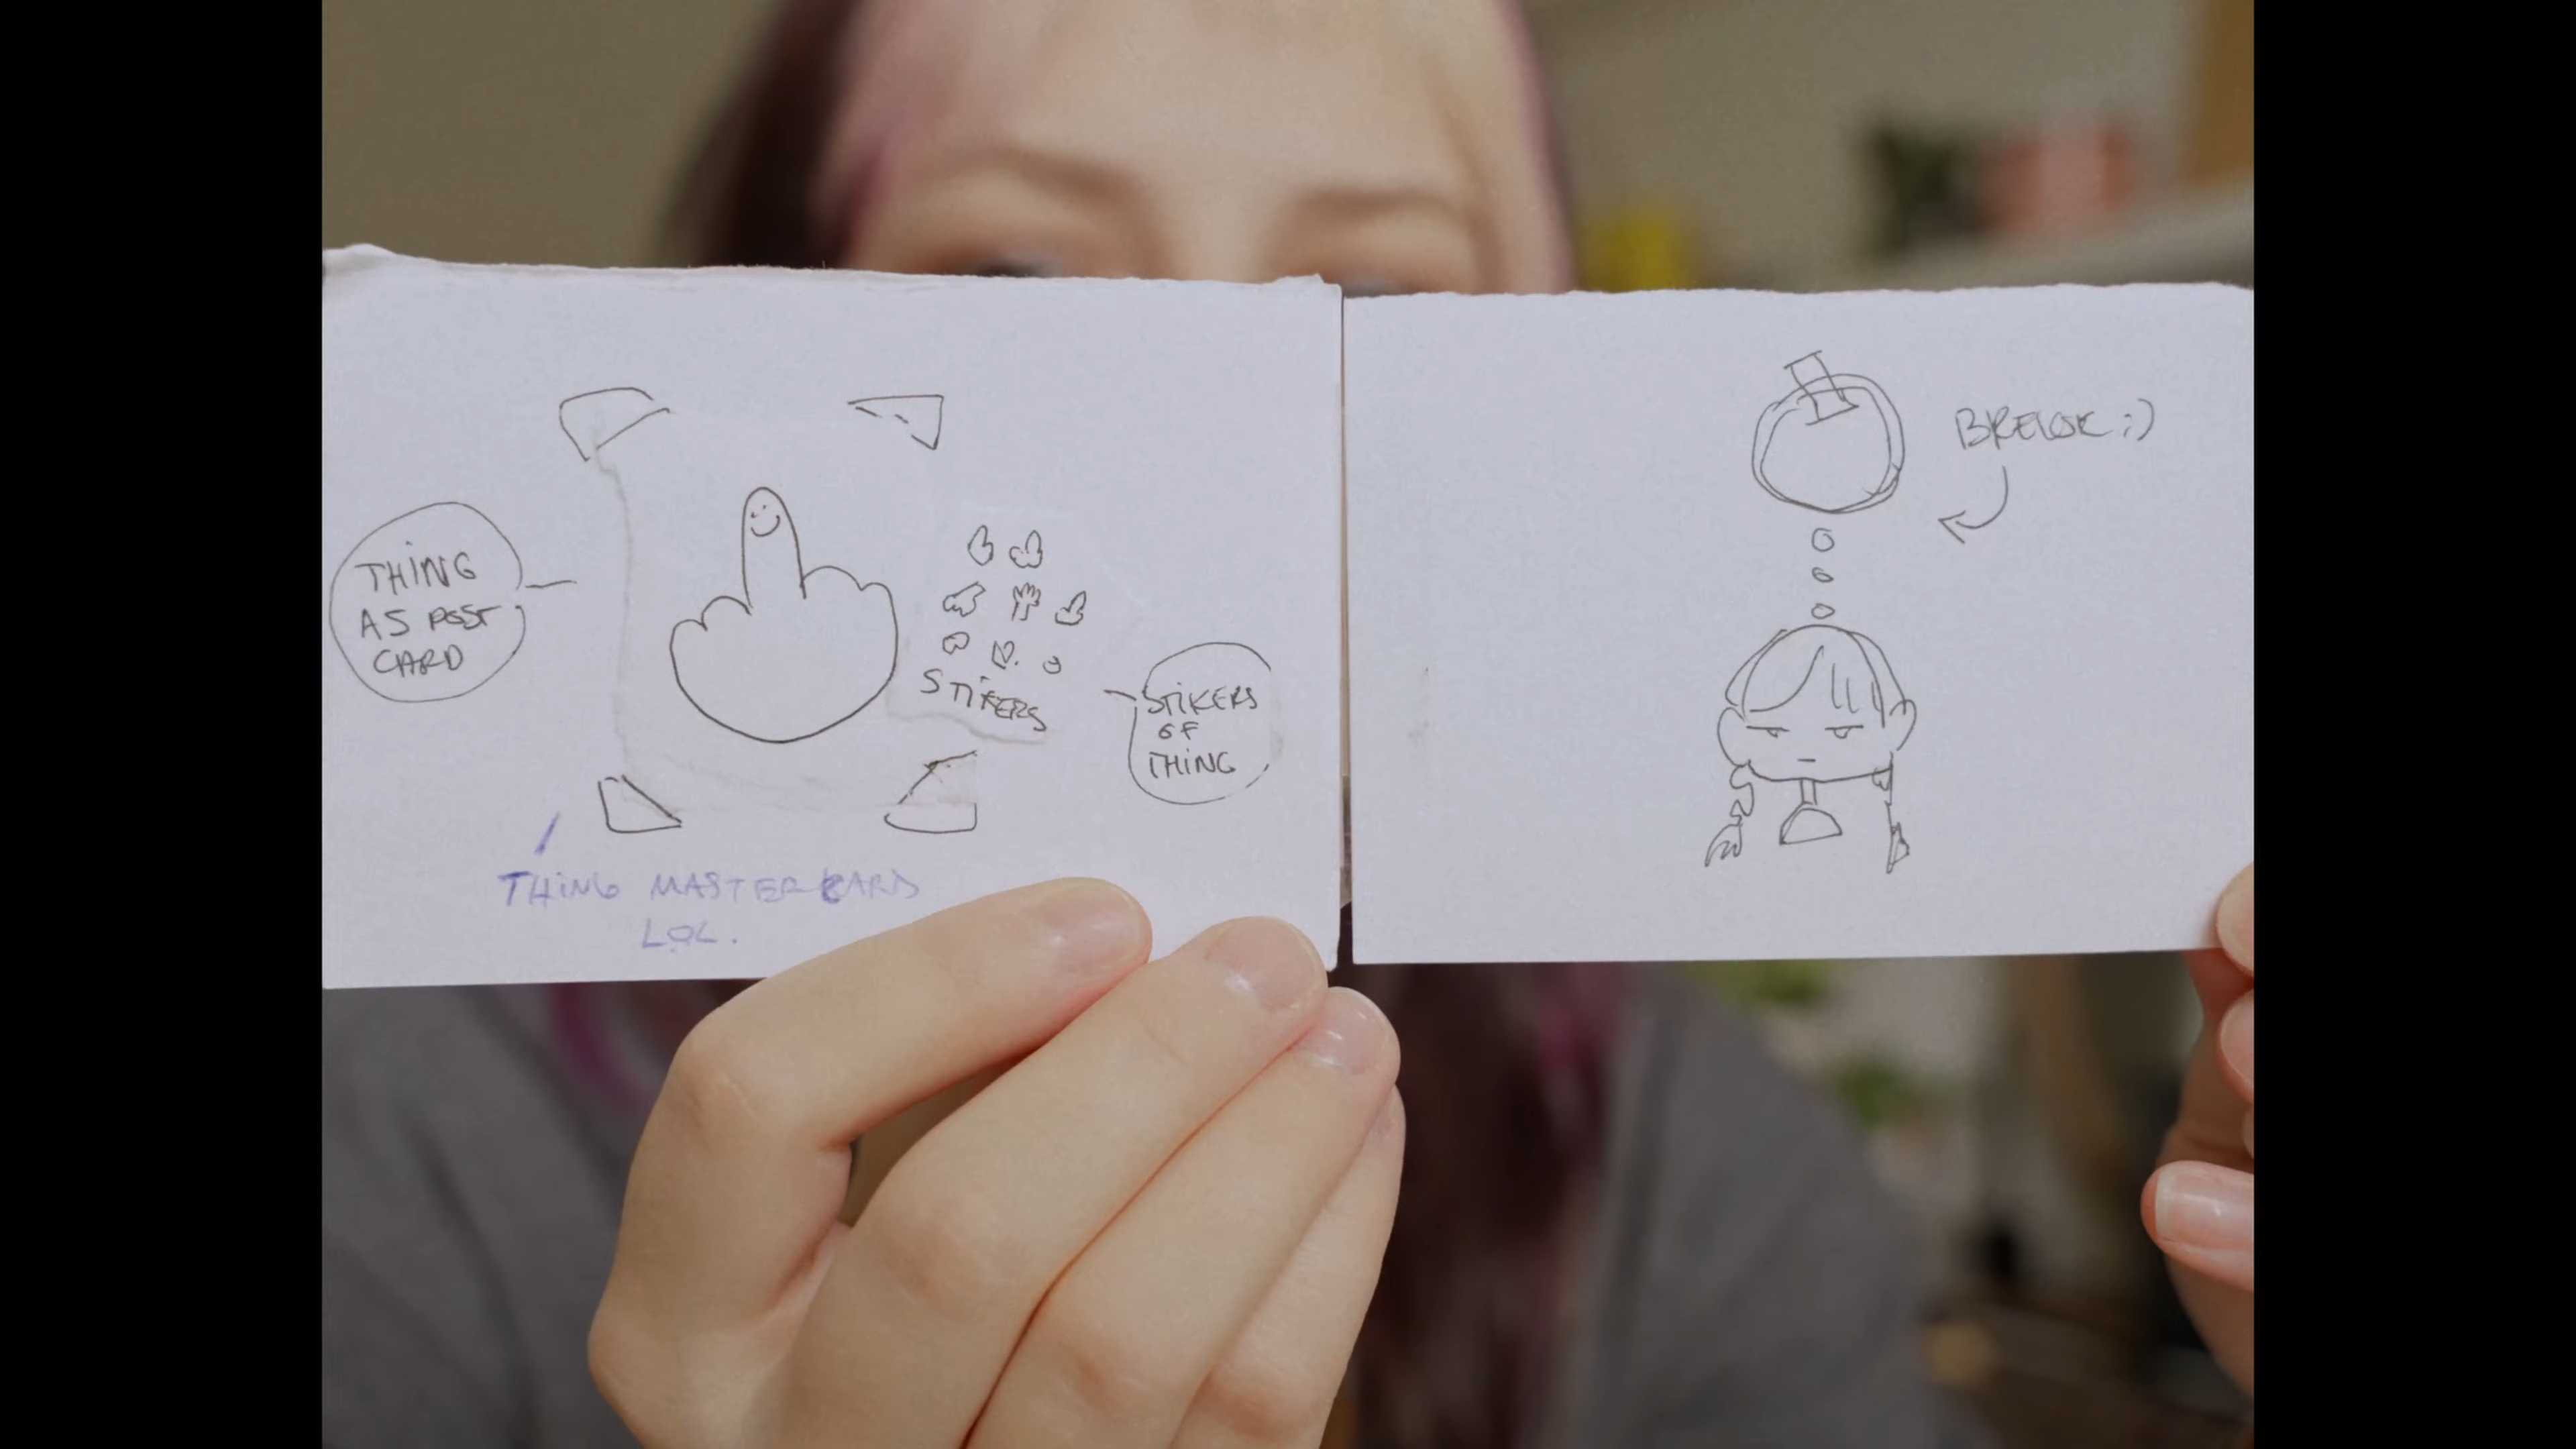 THING
AS POST
CARD
STIKERS
STIKERS
OF
THING
THING MASTERCARD
LOL.
BRELOK ;)